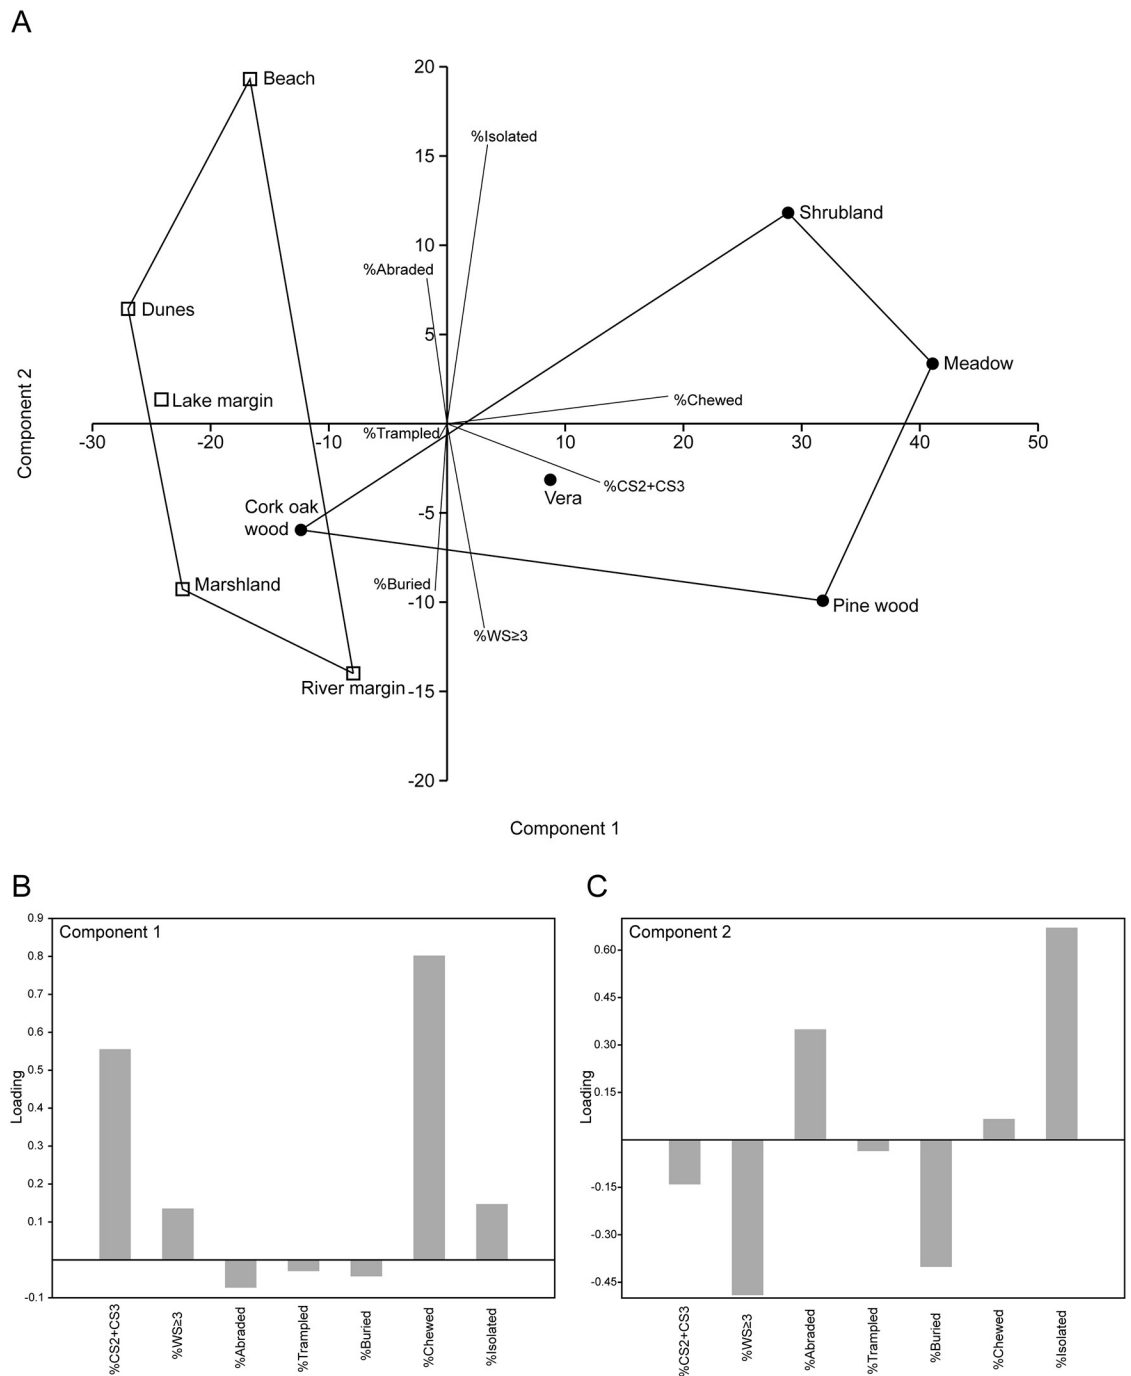 A
20
Beach
%Isolated
15
Shrubland
10
%Abraded
Dunes
5
Meadow
Component 2
Lake margin
%Chewed
%Trampled
-30
-20
-10
10
20
30
40
50
%CS2+CS3
Vera
Cork oak
wood
-5
Marshland
%Buried
-10
Pine wood
%WS≥3
River margin
-15
-20
Component 1
B
Component 1
0.9
0.8
0.7
0.6
0.5
0.4
0.3
0.2
0.1
-0.1
Loading
%CS2+CS3
%WS≥3
%Abraded
%Trampled
%Buried
%Chewed
%Isolated
C
Component 2
0.60
0.45
0.30
0.15
-0.15
-0.30
-0.45
Loading
%CS2+CS3
%WS≥3
%Abraded
%Trampled
%Buried
%Chewed
%Isolated